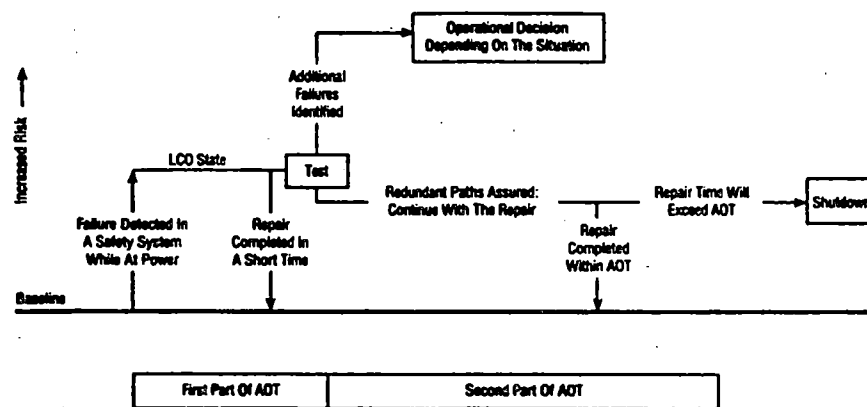 Operational Decision
Depending On The Situation
Additional
Failures
Identified
Increased Risk
LCO State
Test
Redundant Paths Assured:
Continue With The Repair
Repair Time Will
Exceed AOT
Shutdown
Failure Detected In
A Safety System
While At Power
Repair
Completed In
A Short Time
Repair
Completed
Within AOT
Baseline
First Part Of AOT
Second Part Of AOT